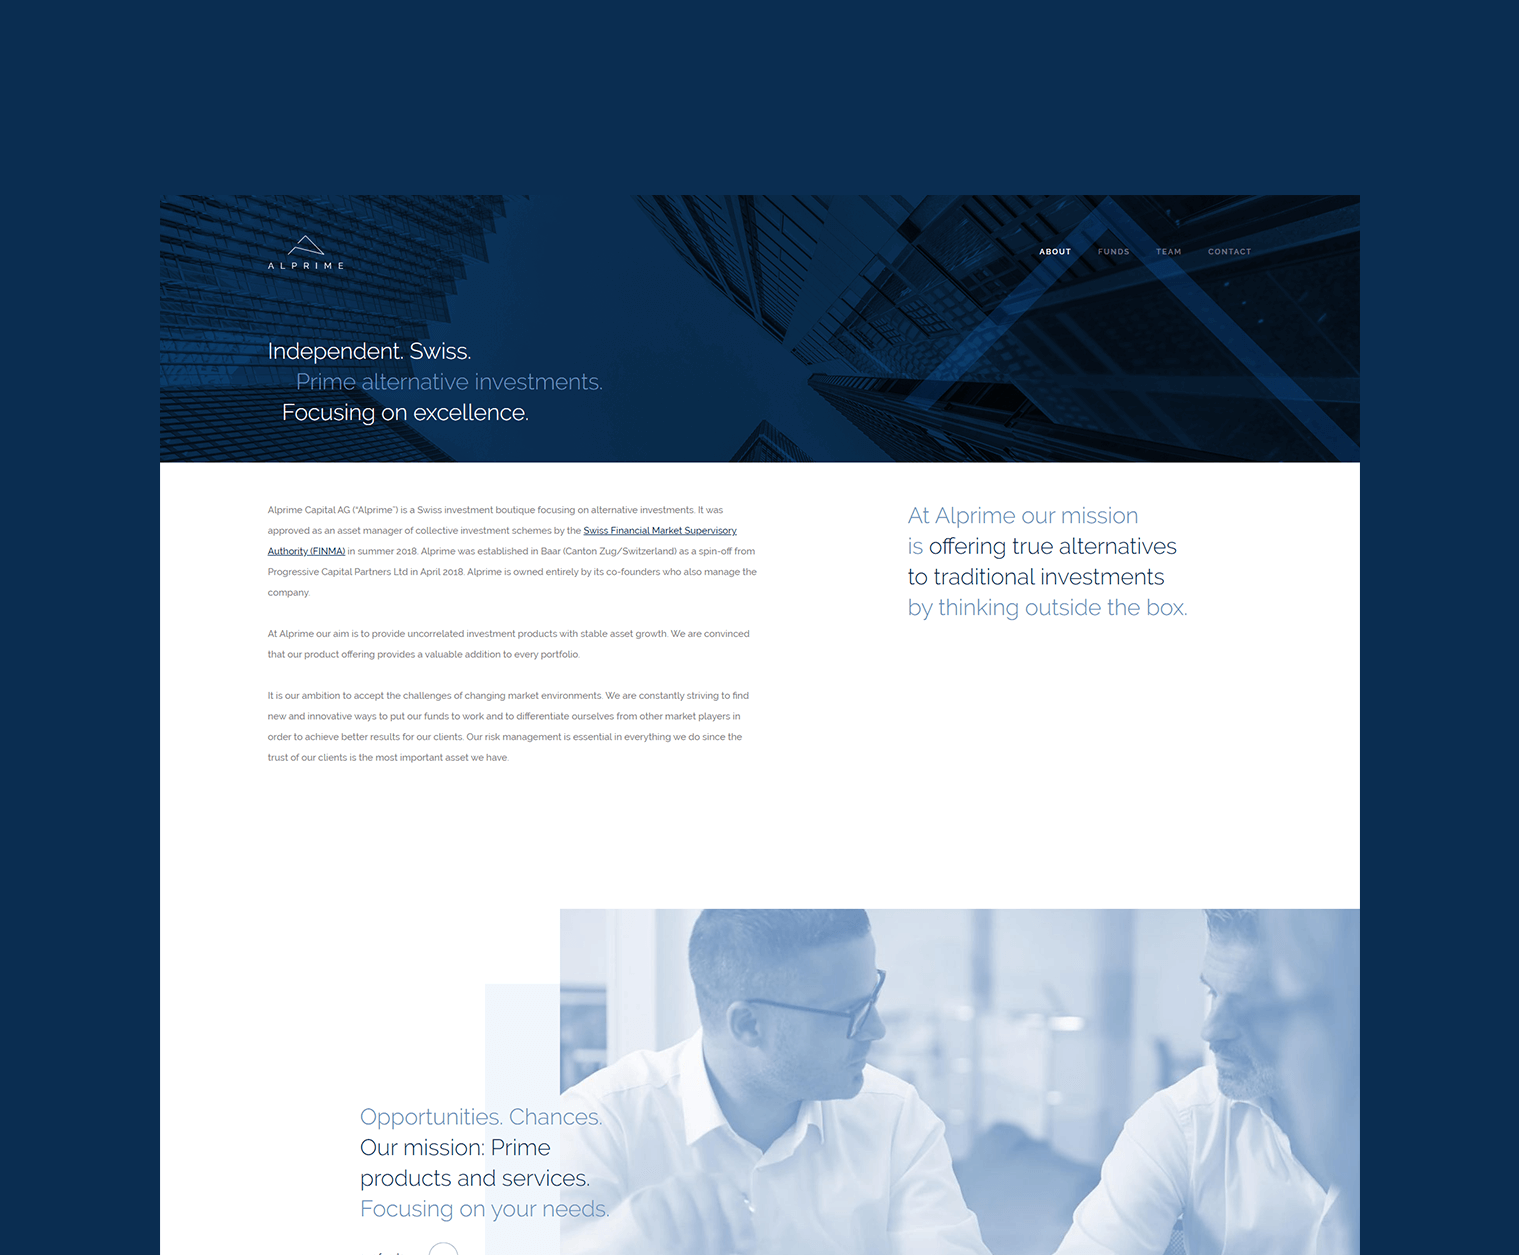 ALPRIME
ABOUT FUNDS TEAM CONTACT
Independent. Swiss.
Prime alternative investments.
Focusing on excellence.
Alprime Capital AG (“Alprime”) is a Swiss investment boutique focusing on alternative investments. It was
approved as an asset manager of collective investment schemes by the Swiss Financial Market Supervisory
Authority (FINMA) in summer 2018. Alprime was established in Baar (Canton Zug/Switzerland) as a spin-off from
Progressive Capital Partners Ltd in April 2018. Alprime is owned entirely by its co-founders who also manage the
company.
At Alprime our aim is to provide uncorrelated investment products with stable asset growth. We are convinced
that our product offering provides a valuable addition to every portfolio.
It is our ambition to accept the challenges of changing market environments. We are constantly striving to find
new and innovative ways to put our funds to work and to differentiate ourselves from other market players in
order to achieve better results for our clients. Our risk management is essential in everything we do since the
trust of our clients is the most important asset we have.
At Alprime our mission
is offering true alternatives
to traditional investments
by thinking outside the box.
Opportunities. Chances.
Our mission: Prime
products and services.
Focusing on your needs.